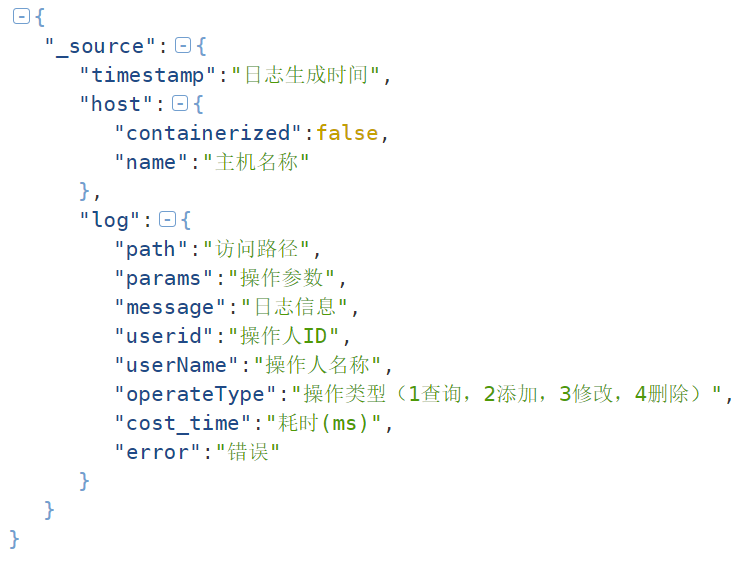 {
"_source":{
"timestamp":"日志生成时间",
"host":{
"containerized":false,
"name":"主机名称"
},
"log":{
"path":"访问路径",
"params":"操作参数",
"message":"日志信息",
"userid":"操作人ID",
"userName":"操作人名称",
"operateType":"操作类型（1查询，2添加，3修改，4删除）",
"cost_time":"耗时(ms)",
"error":"错误"
}
}
}